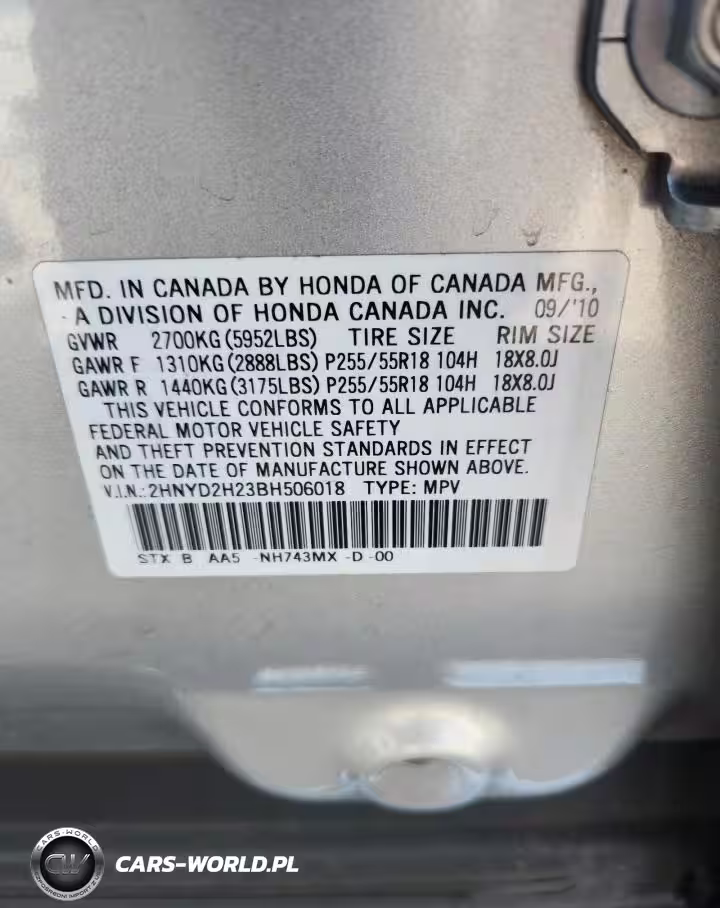 MFD. IN CANADA BY HONDA OF CANADA MFG.,
A DIVISION OF HONDA CANADA INC. 09/'10
GVWR 2700KG(5952LBS) TIRE SIZE RIM SIZE
GAWR F 1310KG(2888LBS) P255/55R18 104H 18X8.0J
GAWR R 1440KG(3175LBS) P255/55R18 104H 18X8.0J
THIS VEHICLE CONFORMS TO ALL APPLICABLE
FEDERAL MOTOR VEHICLE SAFETY
AND THEFT PREVENTION STANDARDS IN EFFECT
ON THE DATE OF MANUFACTURE SHOWN ABOVE.
V.I.N.:2HNYD2H23BH506018 TYPE: MPV
STX B AA5 -NH743MX -D -00
CARS-WORLD
CW
CARS-WORLD.PL